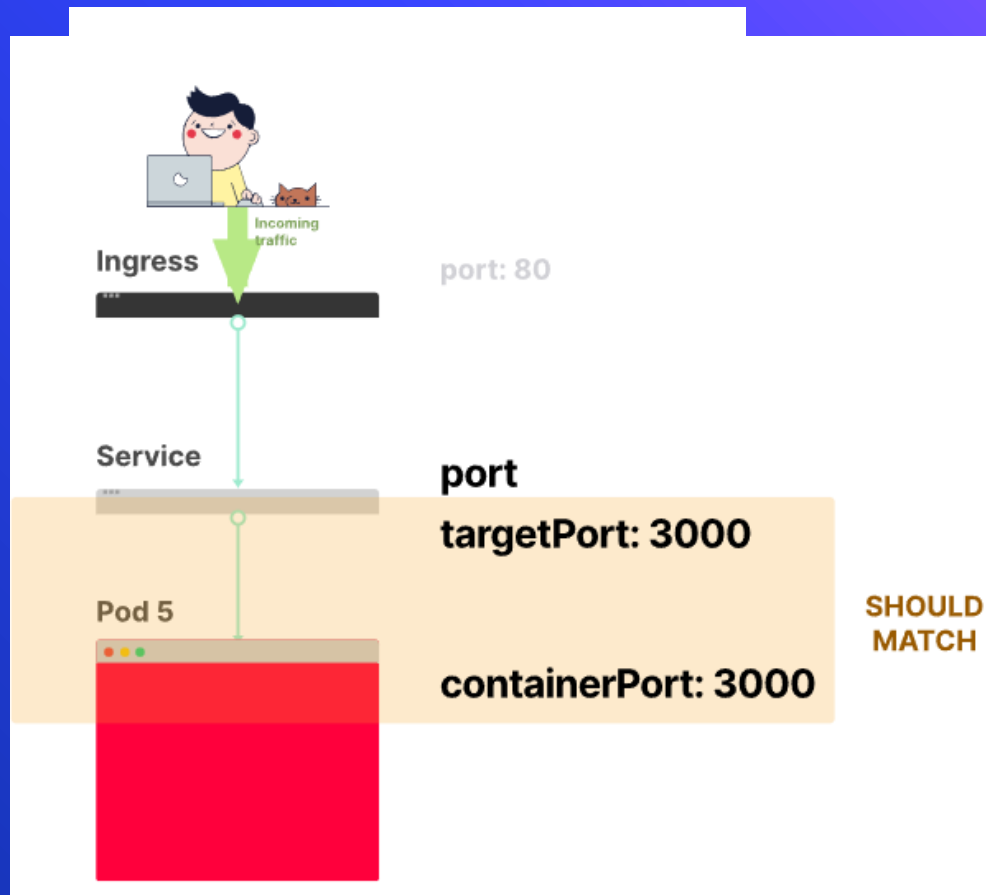 Incoming
traffic
Ingress
port: 80
Service
port
targetPort: 3000
Pod 5
SHOULD
MATCH
containerPort: 3000